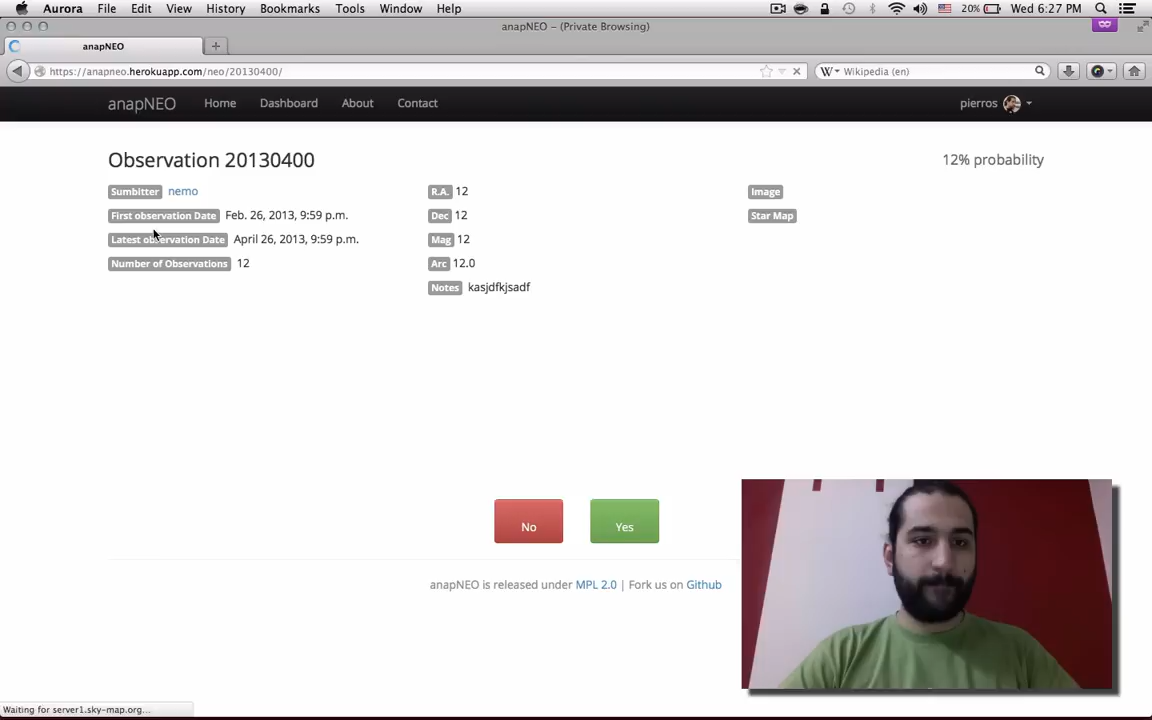 Aurora File Edit View History Bookmarks Tools Window Help 20% Wed 6:27 PM
anapNEO – (Private Browsing)
anapNEO
https://anapneo.herokuapp.com/neo/20130400/ Wikipedia (en)
anapNEO Home Dashboard About Contact pierros
Observation 20130400 12% probability
Sumbitter nemo R.A. 12 Image
First observation Date Feb. 26, 2013, 9:59 p.m. Dec 12 Star Map
Latest observation Date April 26, 2013, 9:59 p.m. Mag 12
Number of Observations 12 Arc 12.0
Notes kasjdfkjsadf
No Yes
anapNEO is released under MPL 2.0 | Fork us on Github
Waiting for server1.sky-map.org...